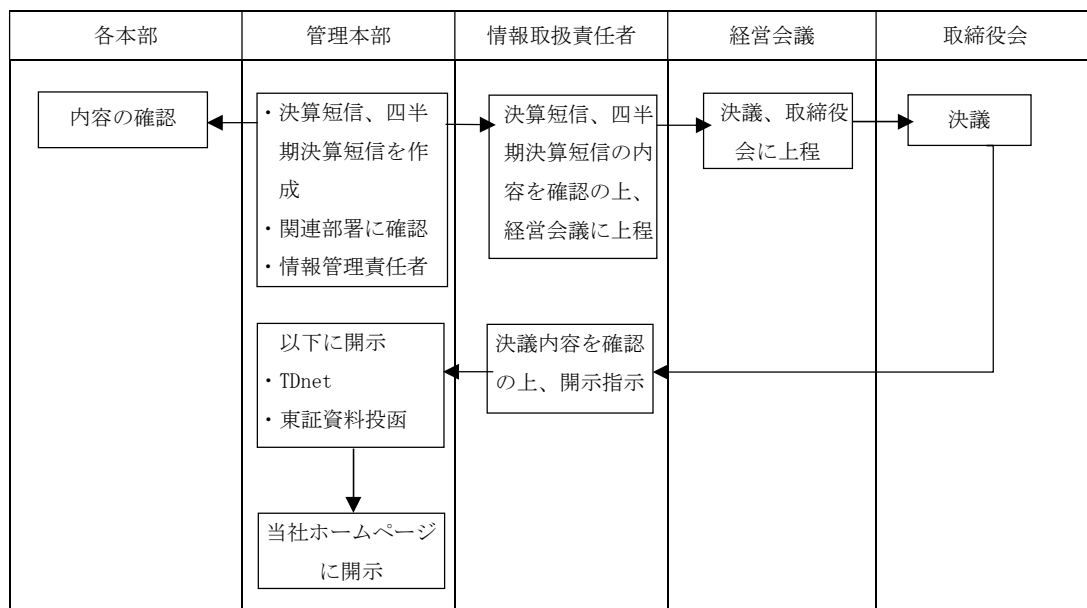 各本部
管理本部
情報取扱責任者
経営会議
取締役会
内容の確認
・決算短信、四半
期決算短信を作
成
・関連部署に確認
・情報管理責任者
決算短信、四半
期決算短信の内
容を確認の上、
経営会議に上程
決議、取締役
会に上程
決議
以下に開示
・TDnet
・東証資料投函
決議内容を確認
の上、開示指示
当社ホームページ
に開示